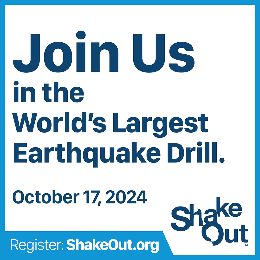 Join Us
in the
World's Largest
Earthquake Drill.
October 17, 2024
Shake
Out
Register: ShakeOut.org